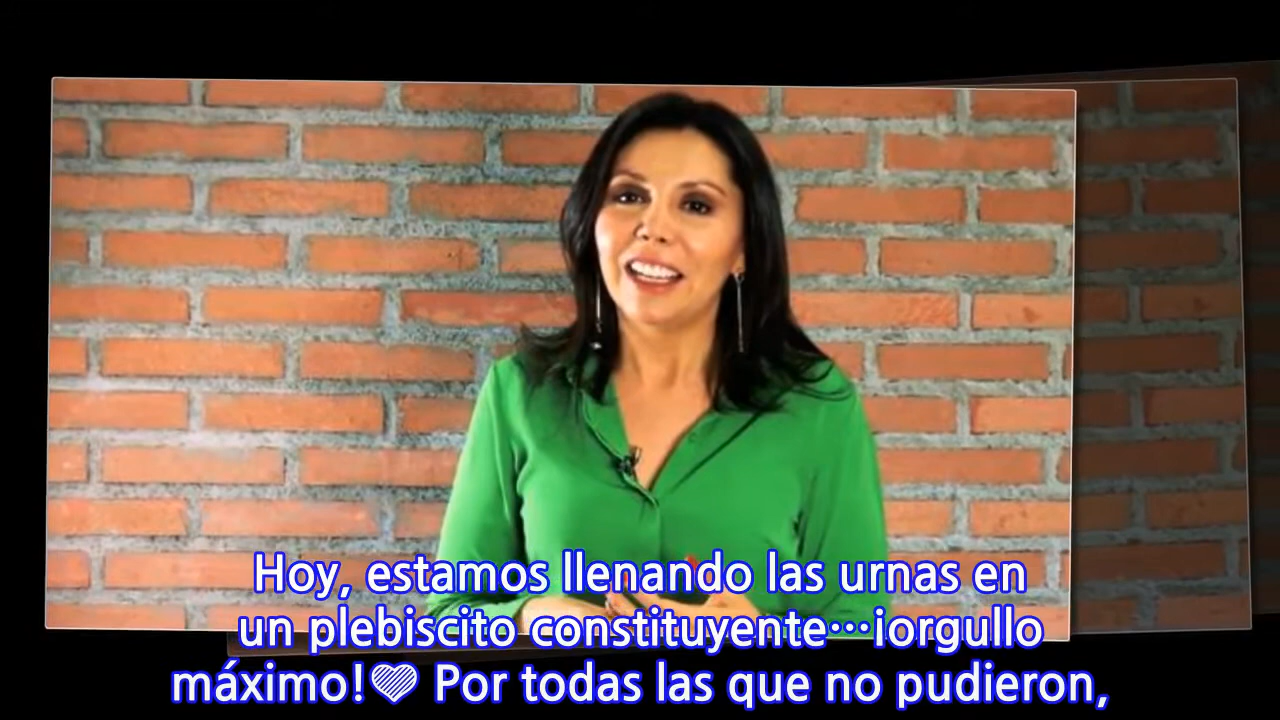 Hoy, estamos llenando las urnas en
un plebiscito constituyente…¡orgullo
máximo!💜 Por todas las que no pudieron,